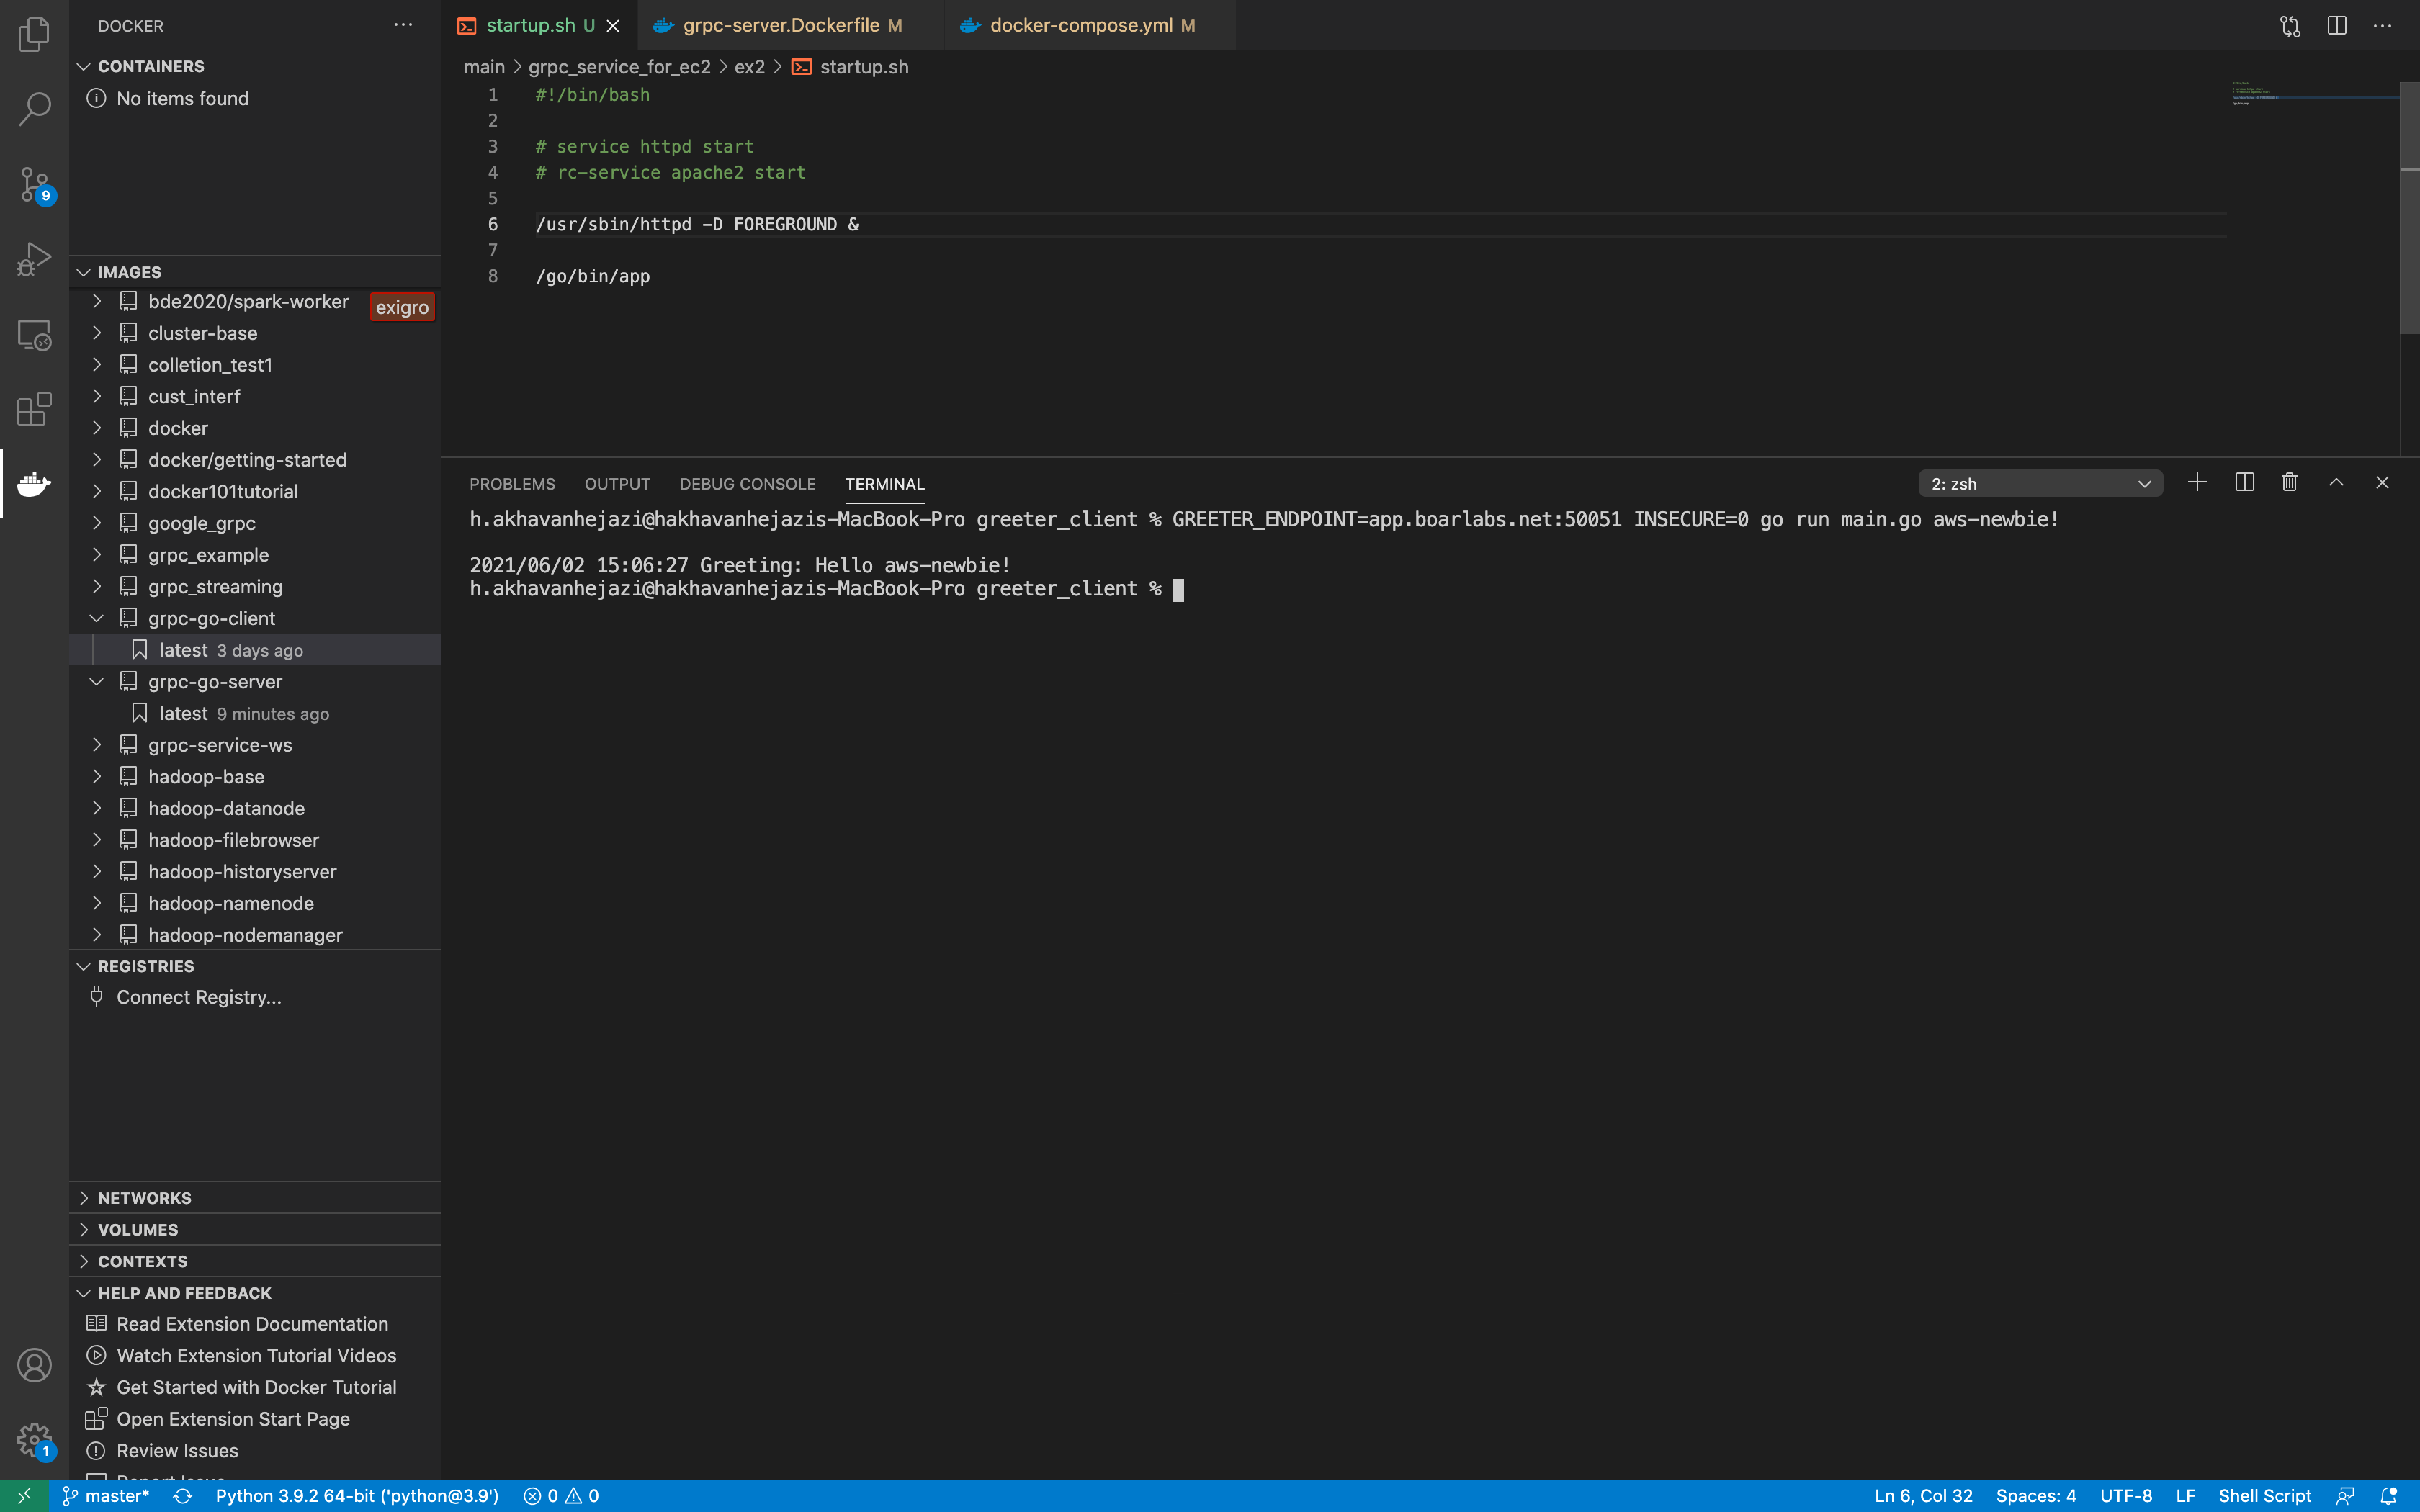 DOCKER
CONTAINERS
No items found
IMAGES
bde2020/spark-worker
exigro
cluster-base
colletion_test1
cust_interf
docker
docker/getting-started
docker101tutorial
google_grpc
grpc_example
grpc_streaming
grpc-go-client
latest 3 days ago
grpc-go-server
latest 9 minutes ago
grpc-service-ws
hadoop-base
hadoop-datanode
hadoop-filebrowser
hadoop-historyserver
hadoop-namenode
hadoop-nodemanager
REGISTRIES
Connect Registry...
NETWORKS
VOLUMES
CONTEXTS
HELP AND FEEDBACK
Read Extension Documentation
Watch Extension Tutorial Videos
Get Started with Docker Tutorial
Open Extension Start Page
Review Issues
9
1
startup.sh U grpc-server.Dockerfile M docker-compose.yml M
main > grpc_service_for_ec2 > ex2 > startup.sh
1 #!/bin/bash
2
3 # service httpd start
4 # rc-service apache2 start
5
6 /usr/sbin/httpd -D FOREGROUND &
7
8 /go/bin/app
PROBLEMS OUTPUT DEBUG CONSOLE TERMINAL 2: zsh
h.akhavanhejazi@hakhavanhejazis-MacBook-Pro greeter_client % GREETER_ENDPOINT=app.boarlabs.net:50051 INSECURE=0 go run main.go aws-newbie!
2021/06/02 15:06:27 Greeting: Hello aws-newbie!
h.akhavanhejazi@hakhavanhejazis-MacBook-Pro greeter_client %
master* Python 3.9.2 64-bit ('python@3.9') 0 0 Ln 6, Col 32 Spaces: 4 UTF-8 LF Shell Script